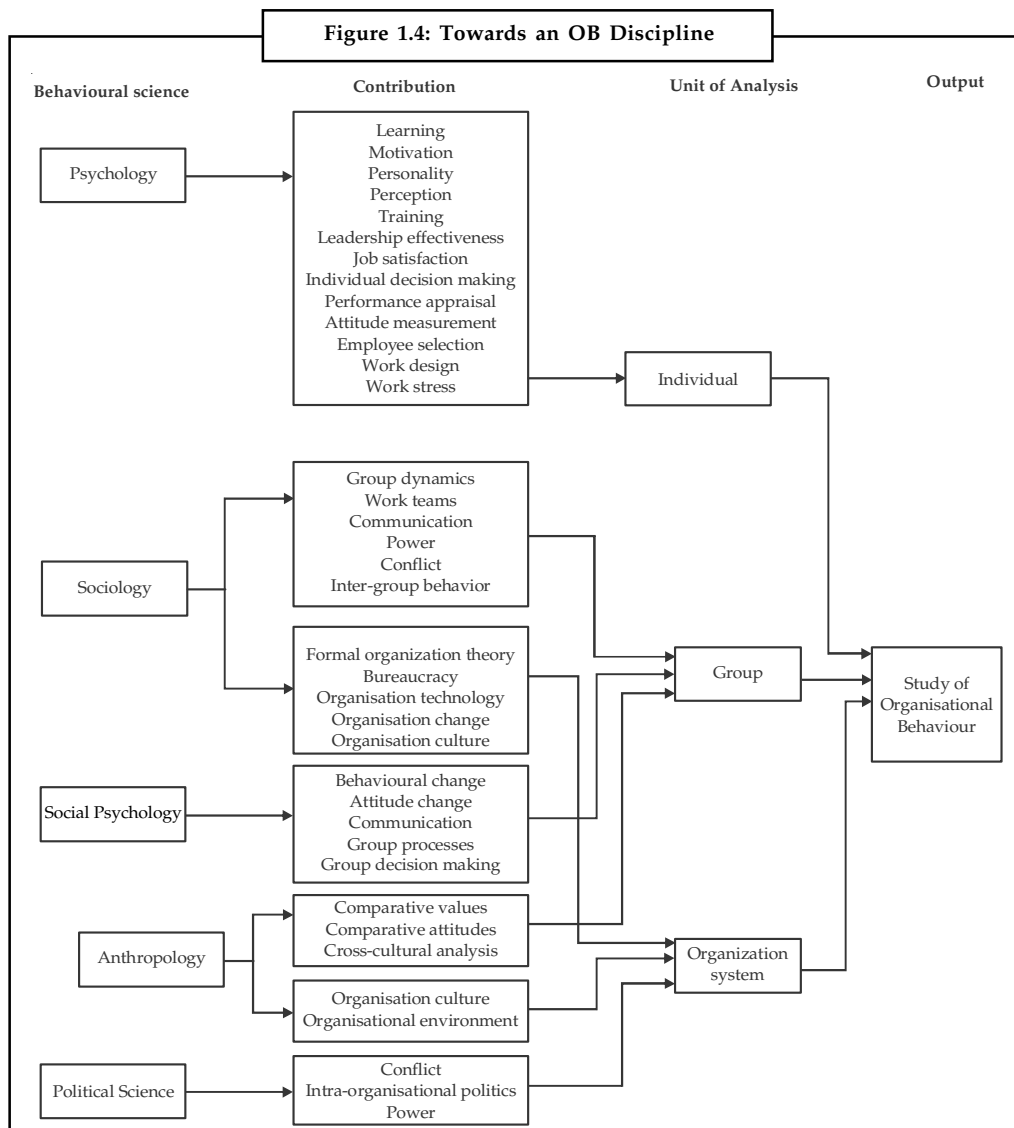 Figure 1.4: Towards an OB Discipline
Behavioural science
Contribution
Unit of Analysis
Output
Psychology
Learning
Motivation
Personality
Perception
Training
Leadership effectiveness
Job satisfaction
Individual decision making
Performance appraisal
Attitude measurement
Employee selection
Work design
Work stress
Individual
Sociology
Group dynamics
Work teams
Communication
Power
Conflict
Inter-group behavior
Formal organization theory
Bureaucracy
Organisation technology
Organisation change
Organisation culture
Group
Study of
Organisational
Behaviour
Social Psychology
Behavioural change
Attitude change
Communication
Group processes
Group decision making
Anthropology
Comparative values
Comparative attitudes
Cross-cultural analysis
Organisation culture
Organisational environment
Organization
system
Political Science
Conflict
Intra-organisational politics
Power